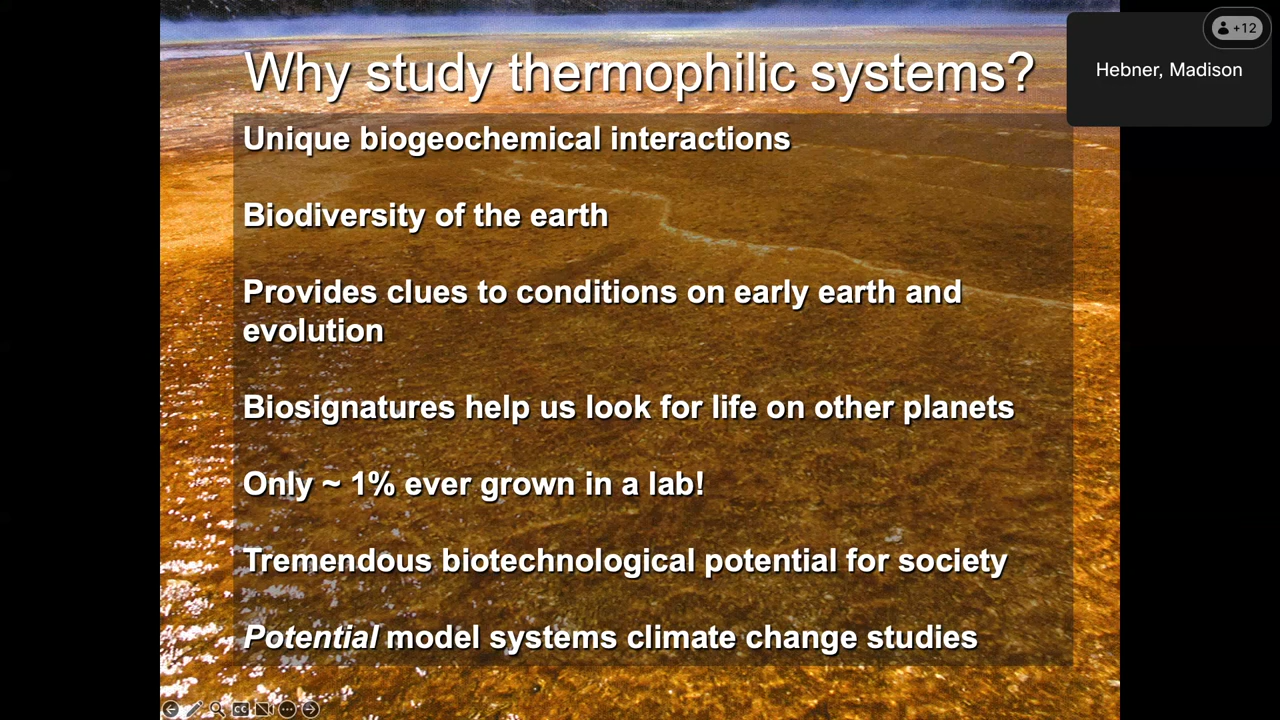 Why study thermophilic systems?
+12
Hebner, Madison
Unique biogeochemical interactions
Biodiversity of the earth
Provides clues to conditions on early earth and
evolution
Biosignatures help us look for life on other planets
Only ~ 1% ever grown in a lab!
Tremendous biotechnological potential for society
Potential model systems climate change studies
CC